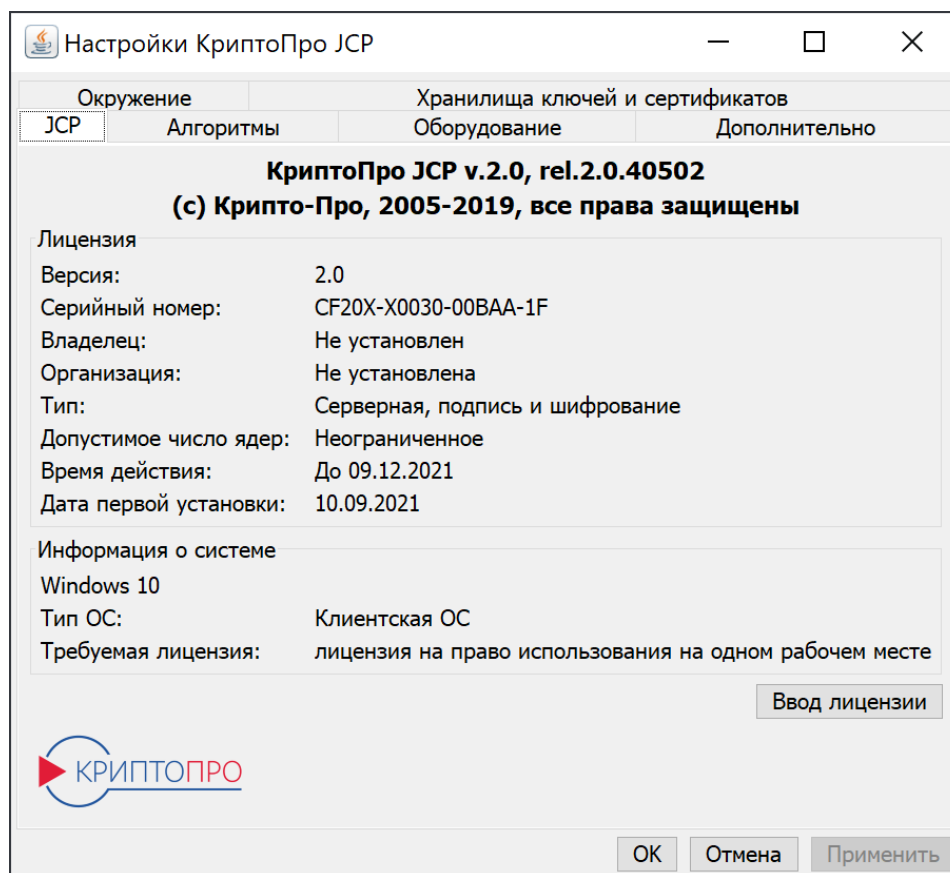 Настройки КриптоПро JCP
Окружение Хранилища ключей и сертификатов
JCP Алгоритмы Оборудование Дополнительно
КриптоПро JCP v.2.0, rel.2.0.40502
(c) Крипто-Про, 2005-2019, все права защищены
Лицензия
Версия: 2.0
Серийный номер: CF20X-X0030-00BAA-1F
Владелец: Не установлен
Организация: Не установлена
Тип: Серверная, подпись и шифрование
Допустимое число ядер: Неограниченное
Время действия: До 09.12.2021
Дата первой установки: 10.09.2021
Информация о системе
Windows 10
Тип ОС: Клиентская ОС
Требуемая лицензия: лицензия на право использования на одном рабочем месте
Ввод лицензии
КРИПТОПРО
OK Отмена Применить